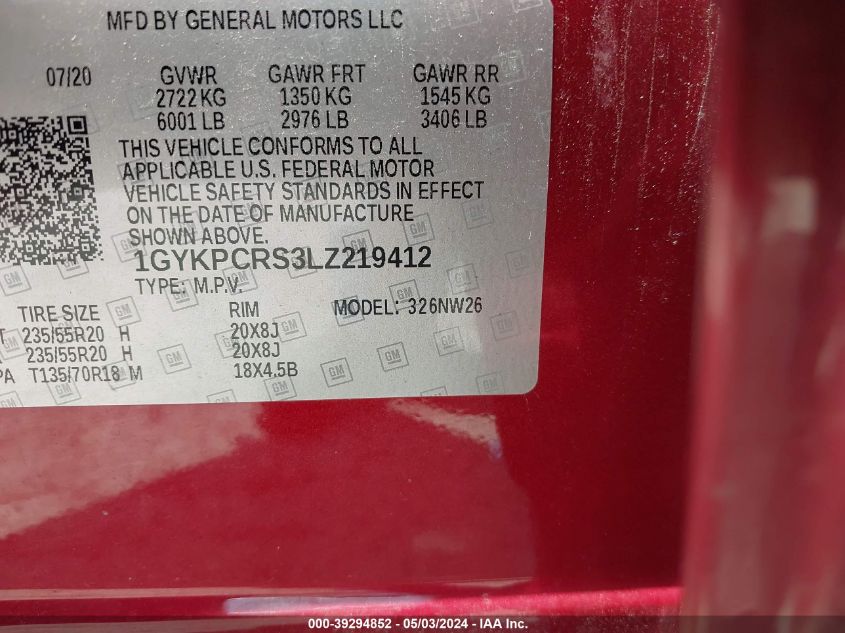 MFD BY GENERAL MOTORS LLC
07/20 GVWR GAWR FRT GAWR RR
2722 KG 1350 KG 1545 KG
6001 LB 2976 LB 3406 LB
THIS VEHICLE CONFORMS TO ALL
APPLICABLE U.S. FEDERAL MOTOR
VEHICLE SAFETY STANDARDS IN EFFECT
ON THE DATE OF MANUFACTURE
SHOWN ABOVE.
1GYKPCRS3LZ219412
TYPE: M.P.V.
TIRE SIZE RIM MODEL: 326NW26
T 235/55R20 H 20X8J
235/55R20 H 20X8J
PA T135/70R18 M 18X4.5B
000-39294852 - 05/03/2024 - IAA Inc.